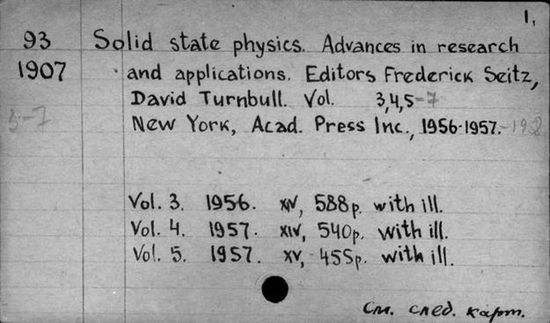 1.
93 Solid state physics. Advances in research
1907 and applications. Editors Frederick Seitz,
David Turnbull. Vol. 3,4,5-7
5-7 New York, Acad. Press Inc., 1956-1957.
Vol. 3. 1956. XIV, 588p. with ill.
Vol. 4. 1957. XIV, 540p. with ill.
Vol. 5. 1957. XV, 455p. with ill.
См. след. карт.